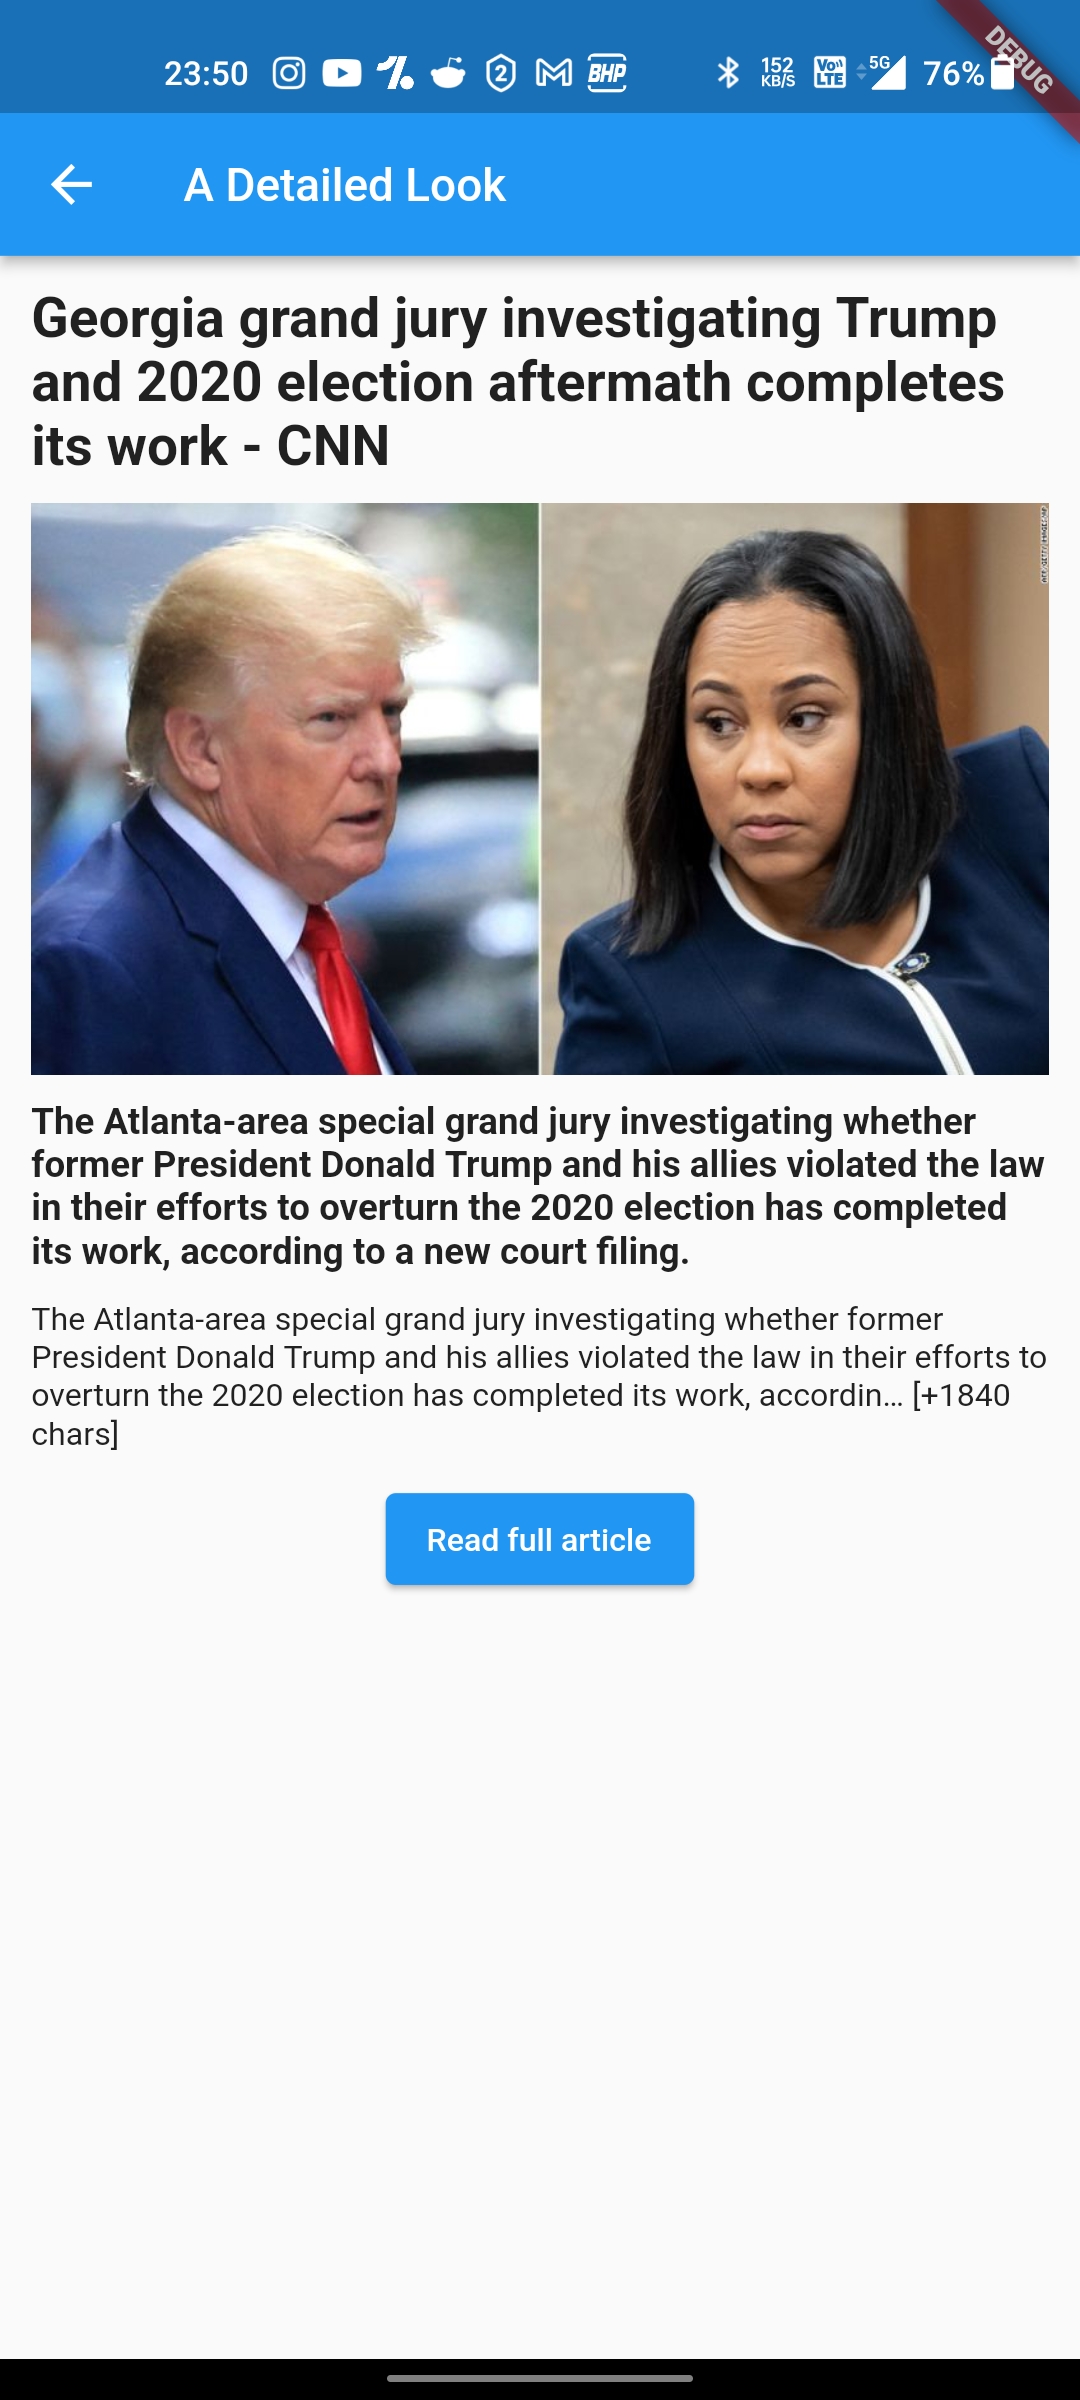 23:50
2
BHP
152
KB/S
Vo))
LTE
5G
76%
DEBUG
A Detailed Look
Georgia grand jury investigating Trump
and 2020 election aftermath completes
its work - CNN
AFP/GETTY IMAGES/AP
The Atlanta-area special grand jury investigating whether
former President Donald Trump and his allies violated the law
in their efforts to overturn the 2020 election has completed
its work, according to a new court filing.
The Atlanta-area special grand jury investigating whether former
President Donald Trump and his allies violated the law in their efforts to
overturn the 2020 election has completed its work, accordin… [+1840
chars]
Read full article